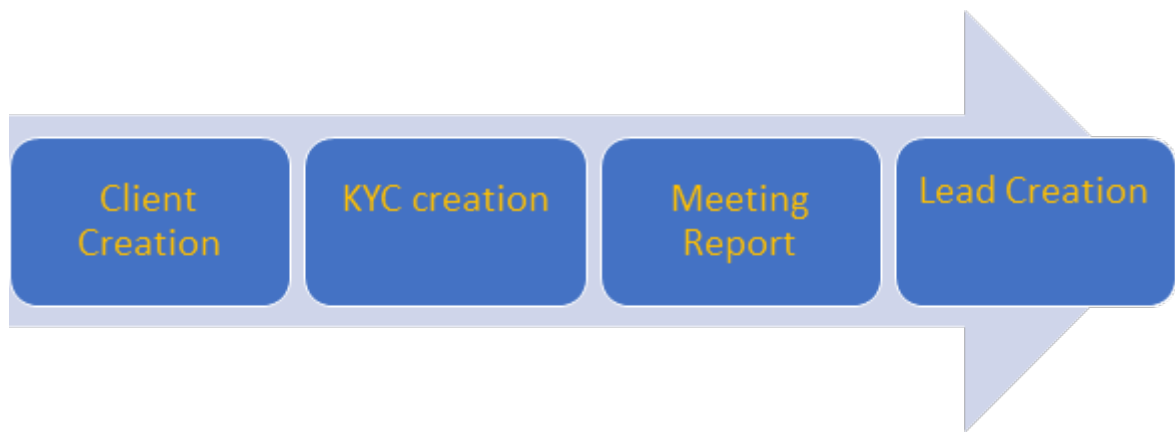 Client
Creation
KYC creation
Meeting
Report
Lead Creation